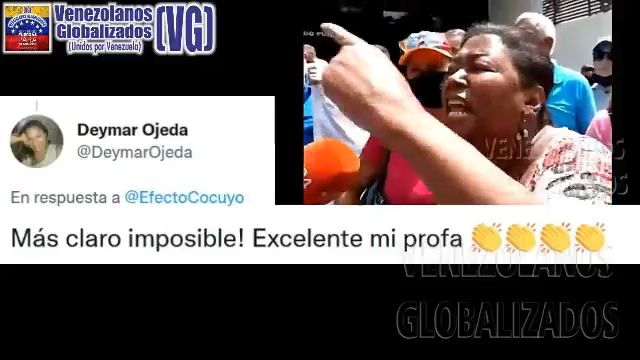 Venezolanos
Globalizados
(Unidos por Venezuela)
(VG)
Deymar Ojeda
@DeymarOjeda
En respuesta a @EfectoCocuyo
Más claro imposible! Excelente mi profa 👏👏👏👏
VENEZOLANOS
GLOBALIZADOS